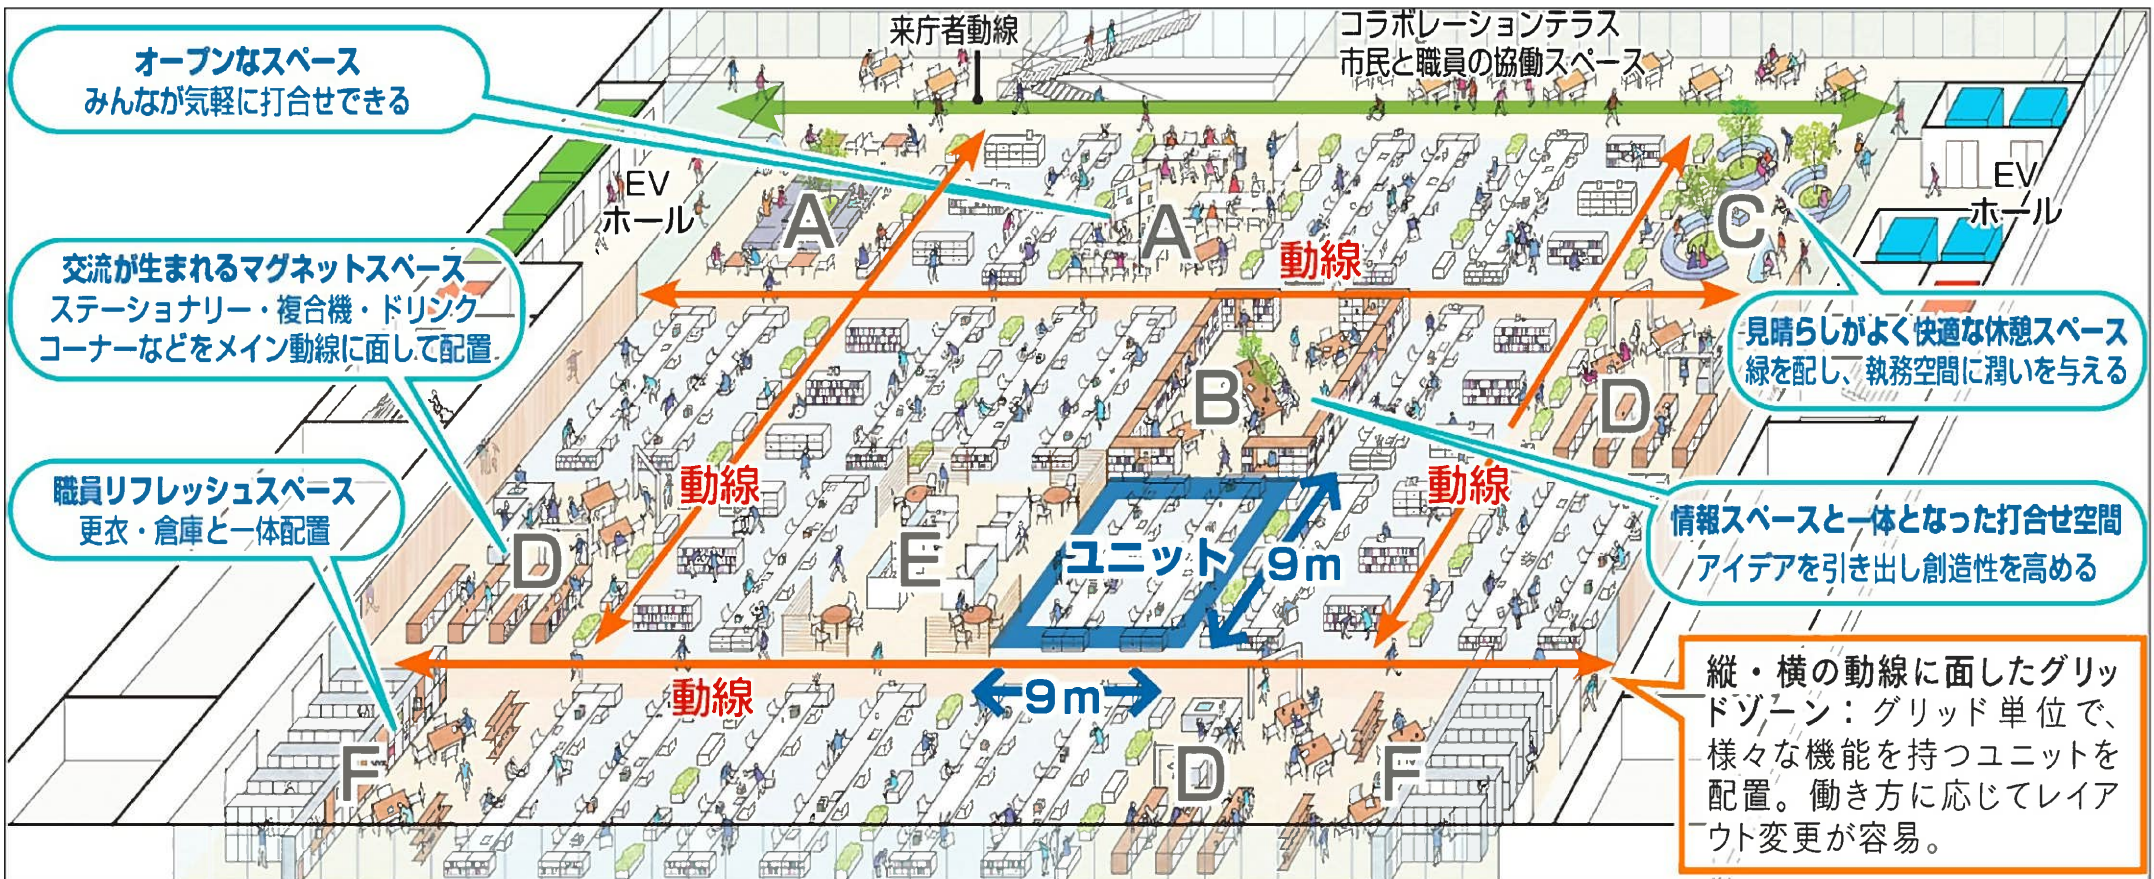 来庁者動線
コラボレーションテラス
市民と職員の協働スペース
オープンなスペース
みんなが気軽に打合せできる
EV
ホール
EV
ホール
A
A
C
動線
交流が生まれるマグネットスペース
ステーショナリー・複合機・ドリンク
コーナーなどをメイン動線に面して配置
見晴らしがよく快適な休憩スペース
緑を配し、執務空間に潤いを与える
B
D
職員リフレッシュスペース
更衣・倉庫と一体配置
動線
動線
情報スペースと一体となった打合せ空間
アイデアを引き出し創造性を高める
D
E
ユニット
9m
動線
9m
縦・横の動線に面したグリッ
ドゾーン：グリッド単位で、
様々な機能を持つユニットを
配置。働き方に応じてレイア
ウト変更が容易。
F
D
F